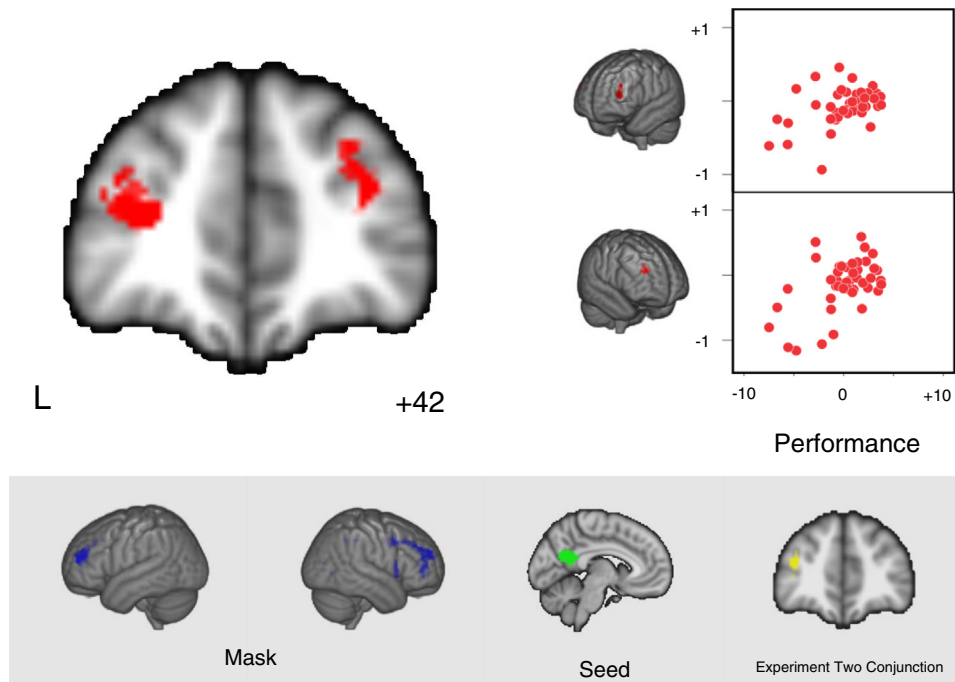 +1
-1
+1
-1
-10 0 +10
Performance
L +42
Mask
Seed
Experiment Two Conjunction